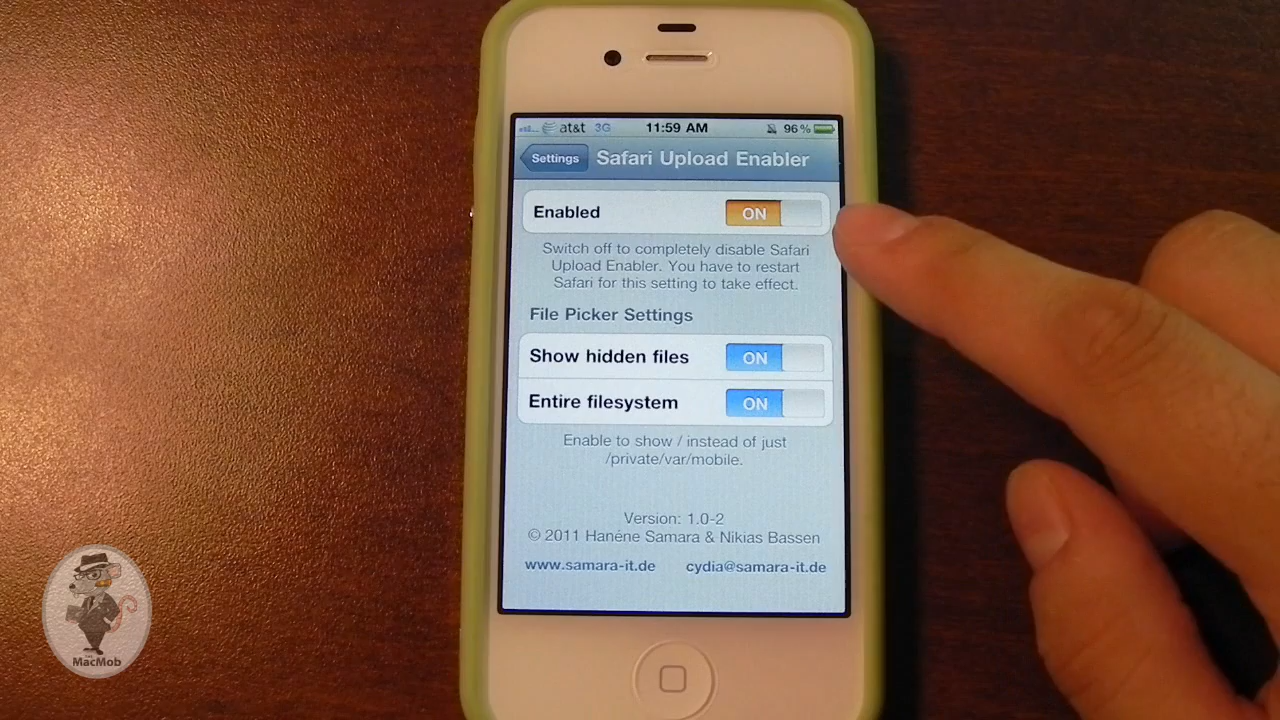 at&t 3G 11:59 AM 96%
Settings Safari Upload Enabler
Enabled ON
Switch off to completely disable Safari
Upload Enabler. You have to restart
Safari for this setting to take effect.
File Picker Settings
Show hidden files ON
Entire filesystem ON
Enable to show / instead of just
/private/var/mobile.
Version: 1.0-2
© 2011 Hanéne Samara & Nikias Bassen
www.samara-it.de cydia@samara-it.de
THE
MacMob